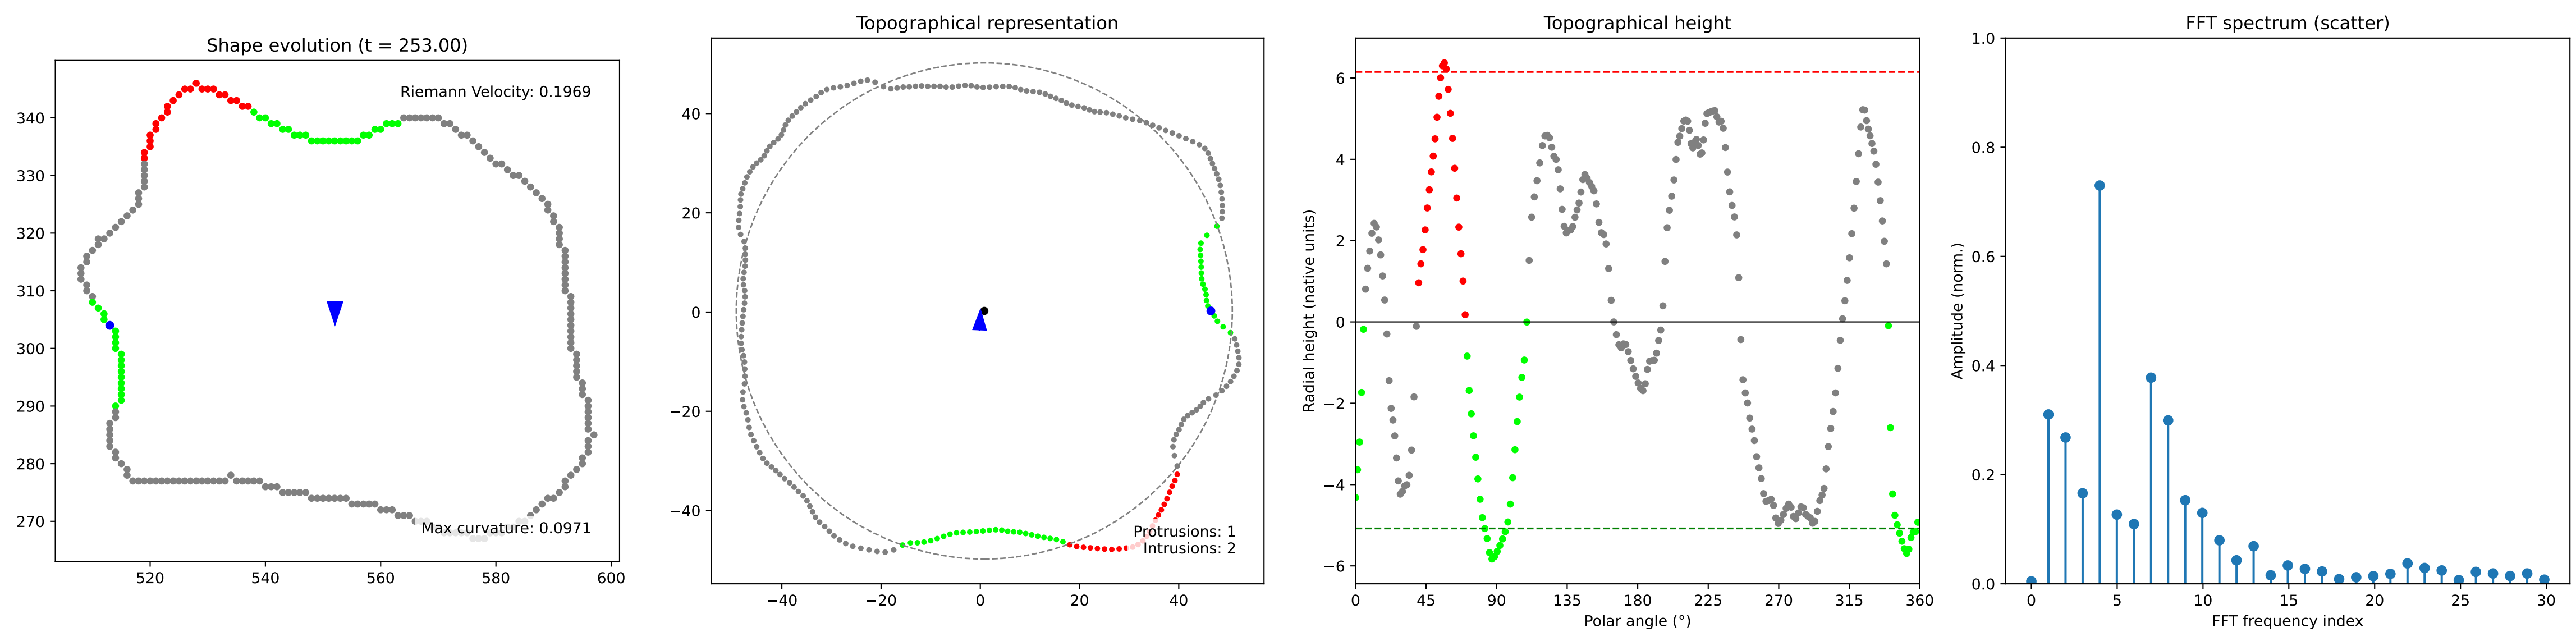 Shape evolution (t = 253.00)
Riemann Velocity: 0.1969
Max curvature: 0.0971
340
330
320
310
300
290
280
270
520 540 560 580 600
Topographical representation
40
20
0
−20
−40
−40 −20 0 20 40
Protrusions: 1
Intrusions: 2
Topographical height
Radial height (native units)
6
4
2
0
−2
−4
−6
0 45 90 135 180 225 270 315 360
Polar angle (°)
FFT spectrum (scatter)
Amplitude (norm.)
1.0
0.8
0.6
0.4
0.2
0.0
0 5 10 15 20 25 30
FFT frequency index